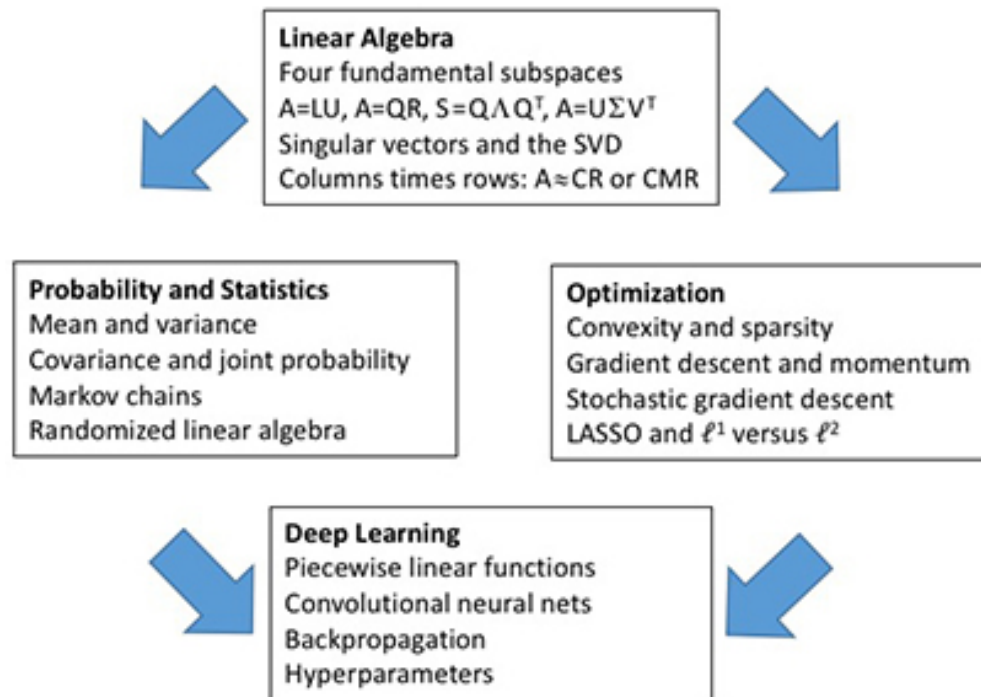 Linear Algebra
Four fundamental subspaces
A=LU, A=QR, S=QΛQᵀ, A=UΣVᵀ
Singular vectors and the SVD
Columns times rows: A≈CR or CMR
Probability and Statistics
Mean and variance
Covariance and joint probability
Markov chains
Randomized linear algebra
Optimization
Convexity and sparsity
Gradient descent and momentum
Stochastic gradient descent
LASSO and ℓ¹ versus ℓ²
Deep Learning
Piecewise linear functions
Convolutional neural nets
Backpropagation
Hyperparameters